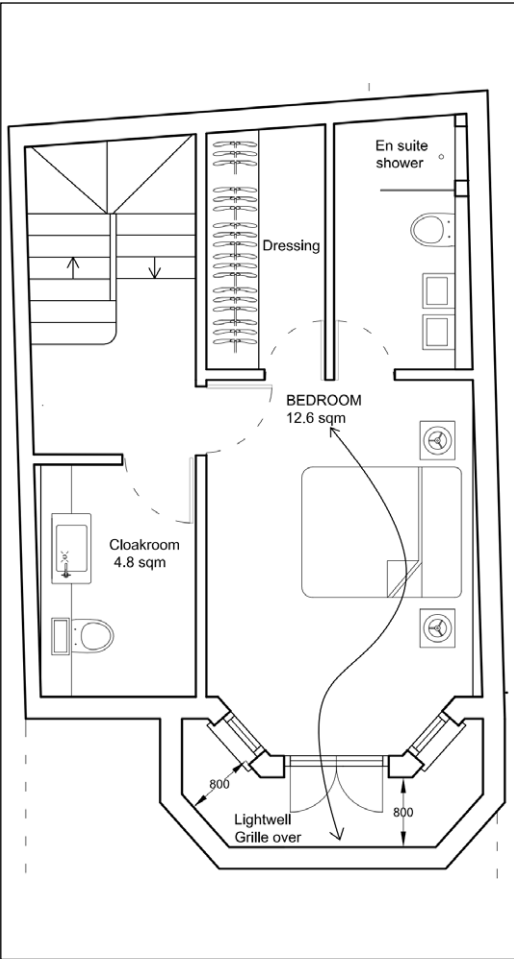 En suite
shower
Dressing
BEDROOM
12.6 sqm
Cloakroom
4.8 sqm
800
800
Lightwell
Grille over